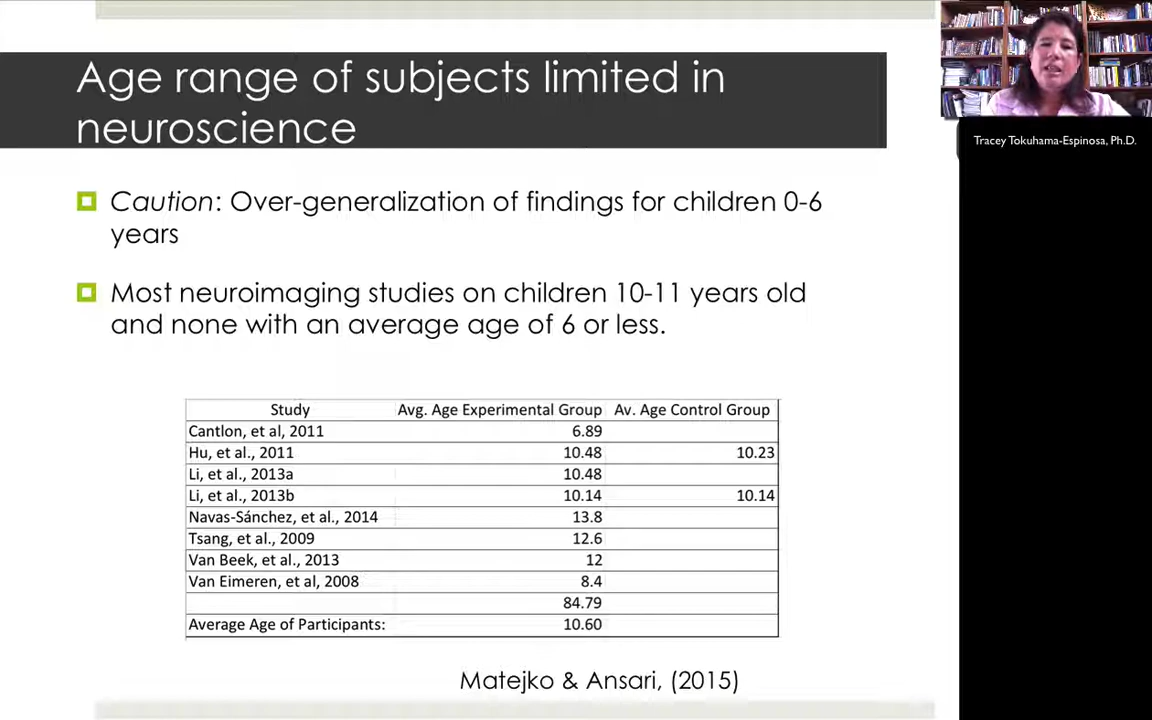 Age range of subjects limited in
neuroscience
Caution: Over-generalization of findings for children 0-6
years
Most neuroimaging studies on children 10-11 years old
and none with an average age of 6 or less.
Study Avg. Age Experimental Group Av. Age Control Group
Cantlon, et al, 2011 6.89
Hu, et al., 2011 10.48 10.23
Li, et al., 2013a 10.48
Li, et al., 2013b 10.14 10.14
Navas-Sánchez, et al., 2014 13.8
Tsang, et al., 2009 12.6
Van Beek, et al., 2013 12
Van Eimeren, et al, 2008 8.4
84.79
Average Age of Participants: 10.60
Matejko & Ansari, (2015)
Tracey Tokuhama-Espinosa, Ph.D.